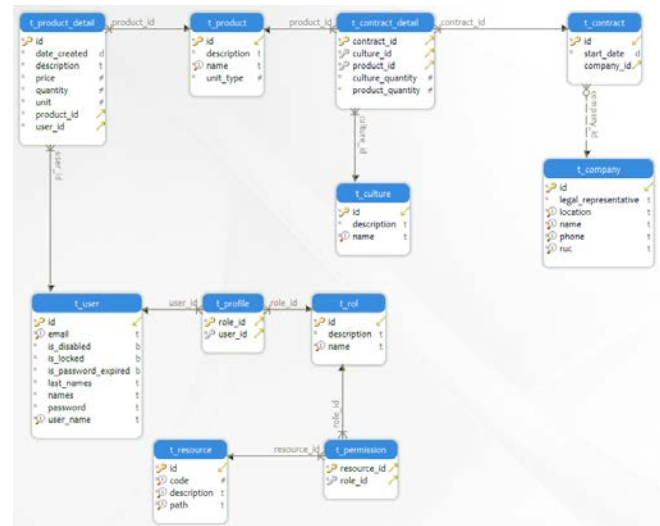 t_product_detail
id
date_created d
description t
price #
quantity #
unit #
product_id
user_id
product_id
t_product
id
description t
name t
unit_type #
product_id
t_contract_detail
contract_id
culture_id
product_id
culture_quantity #
product_quantity #
contract_id
t_contract
id
start_date d
company_id
user_id
culture_id
company_id
t_culture
id
description t
name t
t_company
id
legal_representative t
location t
name t
phone t
ruc t
t_user
id
email t
is_disabled b
is_locked b
is_password_expired b
last_names t
names t
password t
user_name t
user_id
t_profile
role_id
user_id
role_id
t_rol
id
description t
name t
role_id
t_resource
id
code #
description t
path t
resource_id
t_permission
resource_id
role_id